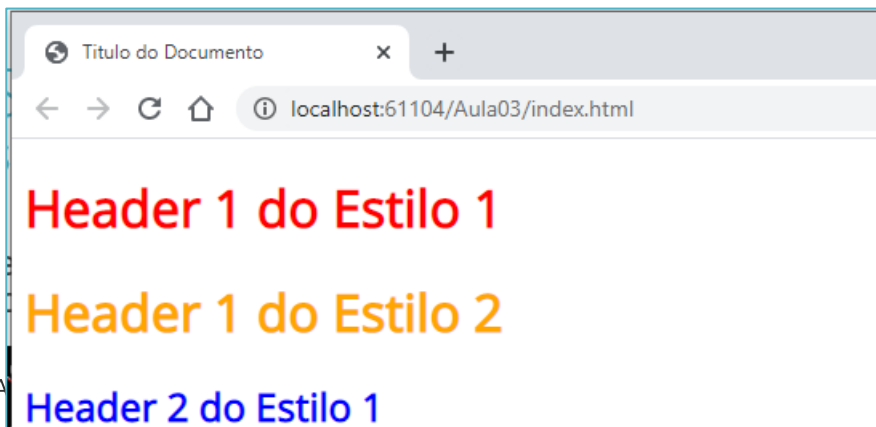 Titulo do Documento
localhost:61104/Aula03/index.html
Header 1 do Estilo 1
Header 1 do Estilo 2
Header 2 do Estilo 1